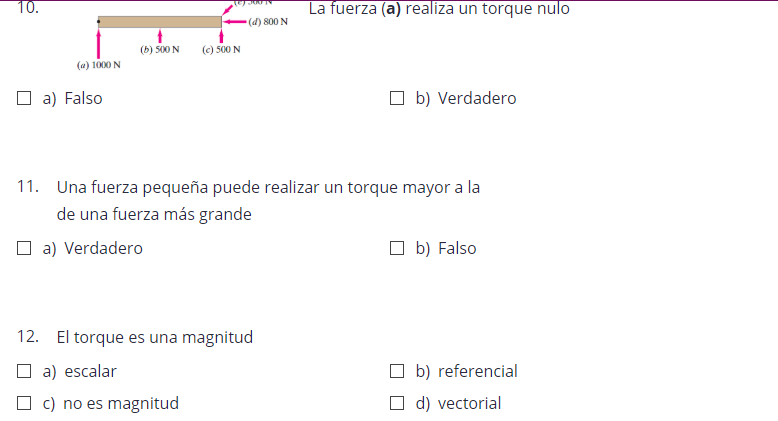 10. La fuerza (a) realiza un torque nulo
(d) 800 N
(b) 500 N (c) 500 N
(a) 1000 N
a) Falso b) Verdadero
11. Una fuerza pequeña puede realizar un torque mayor a la
de una fuerza más grande
a) Verdadero b) Falso
12. El torque es una magnitud
a) escalar b) referencial
c) no es magnitud d) vectorial